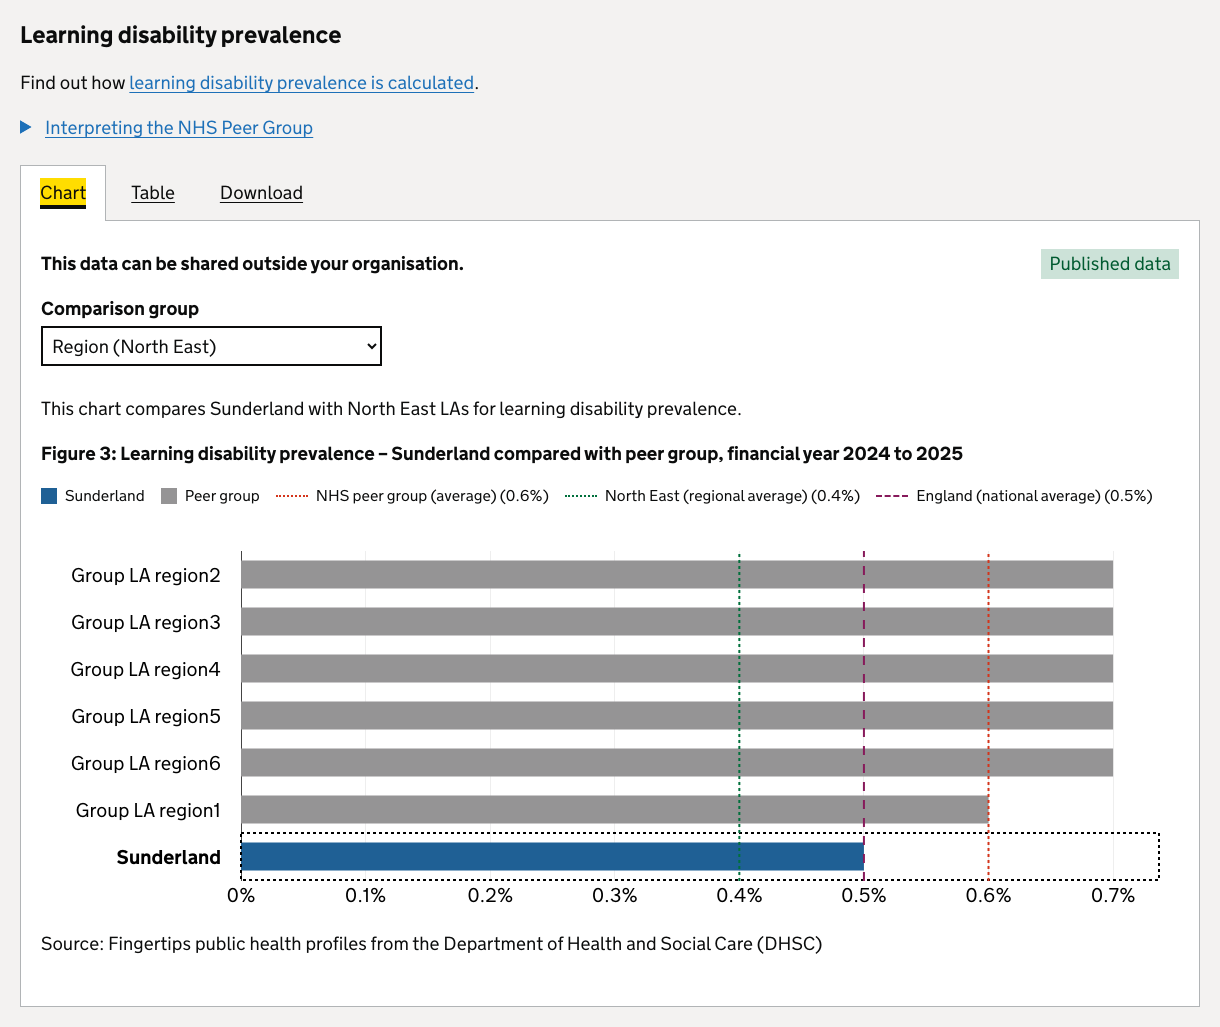 Learning disability prevalence
Find out how learning disability prevalence is calculated.
Interpreting the NHS Peer Group
Chart
Table
Download
This data can be shared outside your organisation.
Published data
Comparison group
Region (North East)
This chart compares Sunderland with North East LAs for learning disability prevalence.
Figure 3: Learning disability prevalence – Sunderland compared with peer group, financial year 2024 to 2025
Sunderland
Peer group
NHS peer group (average) (0.6%)
North East (regional average) (0.4%)
England (national average) (0.5%)
Group LA region2
Group LA region3
Group LA region4
Group LA region5
Group LA region6
Group LA region1
Sunderland
0% 0.1% 0.2% 0.3% 0.4% 0.5% 0.6% 0.7%
Source: Fingertips public health profiles from the Department of Health and Social Care (DHSC)